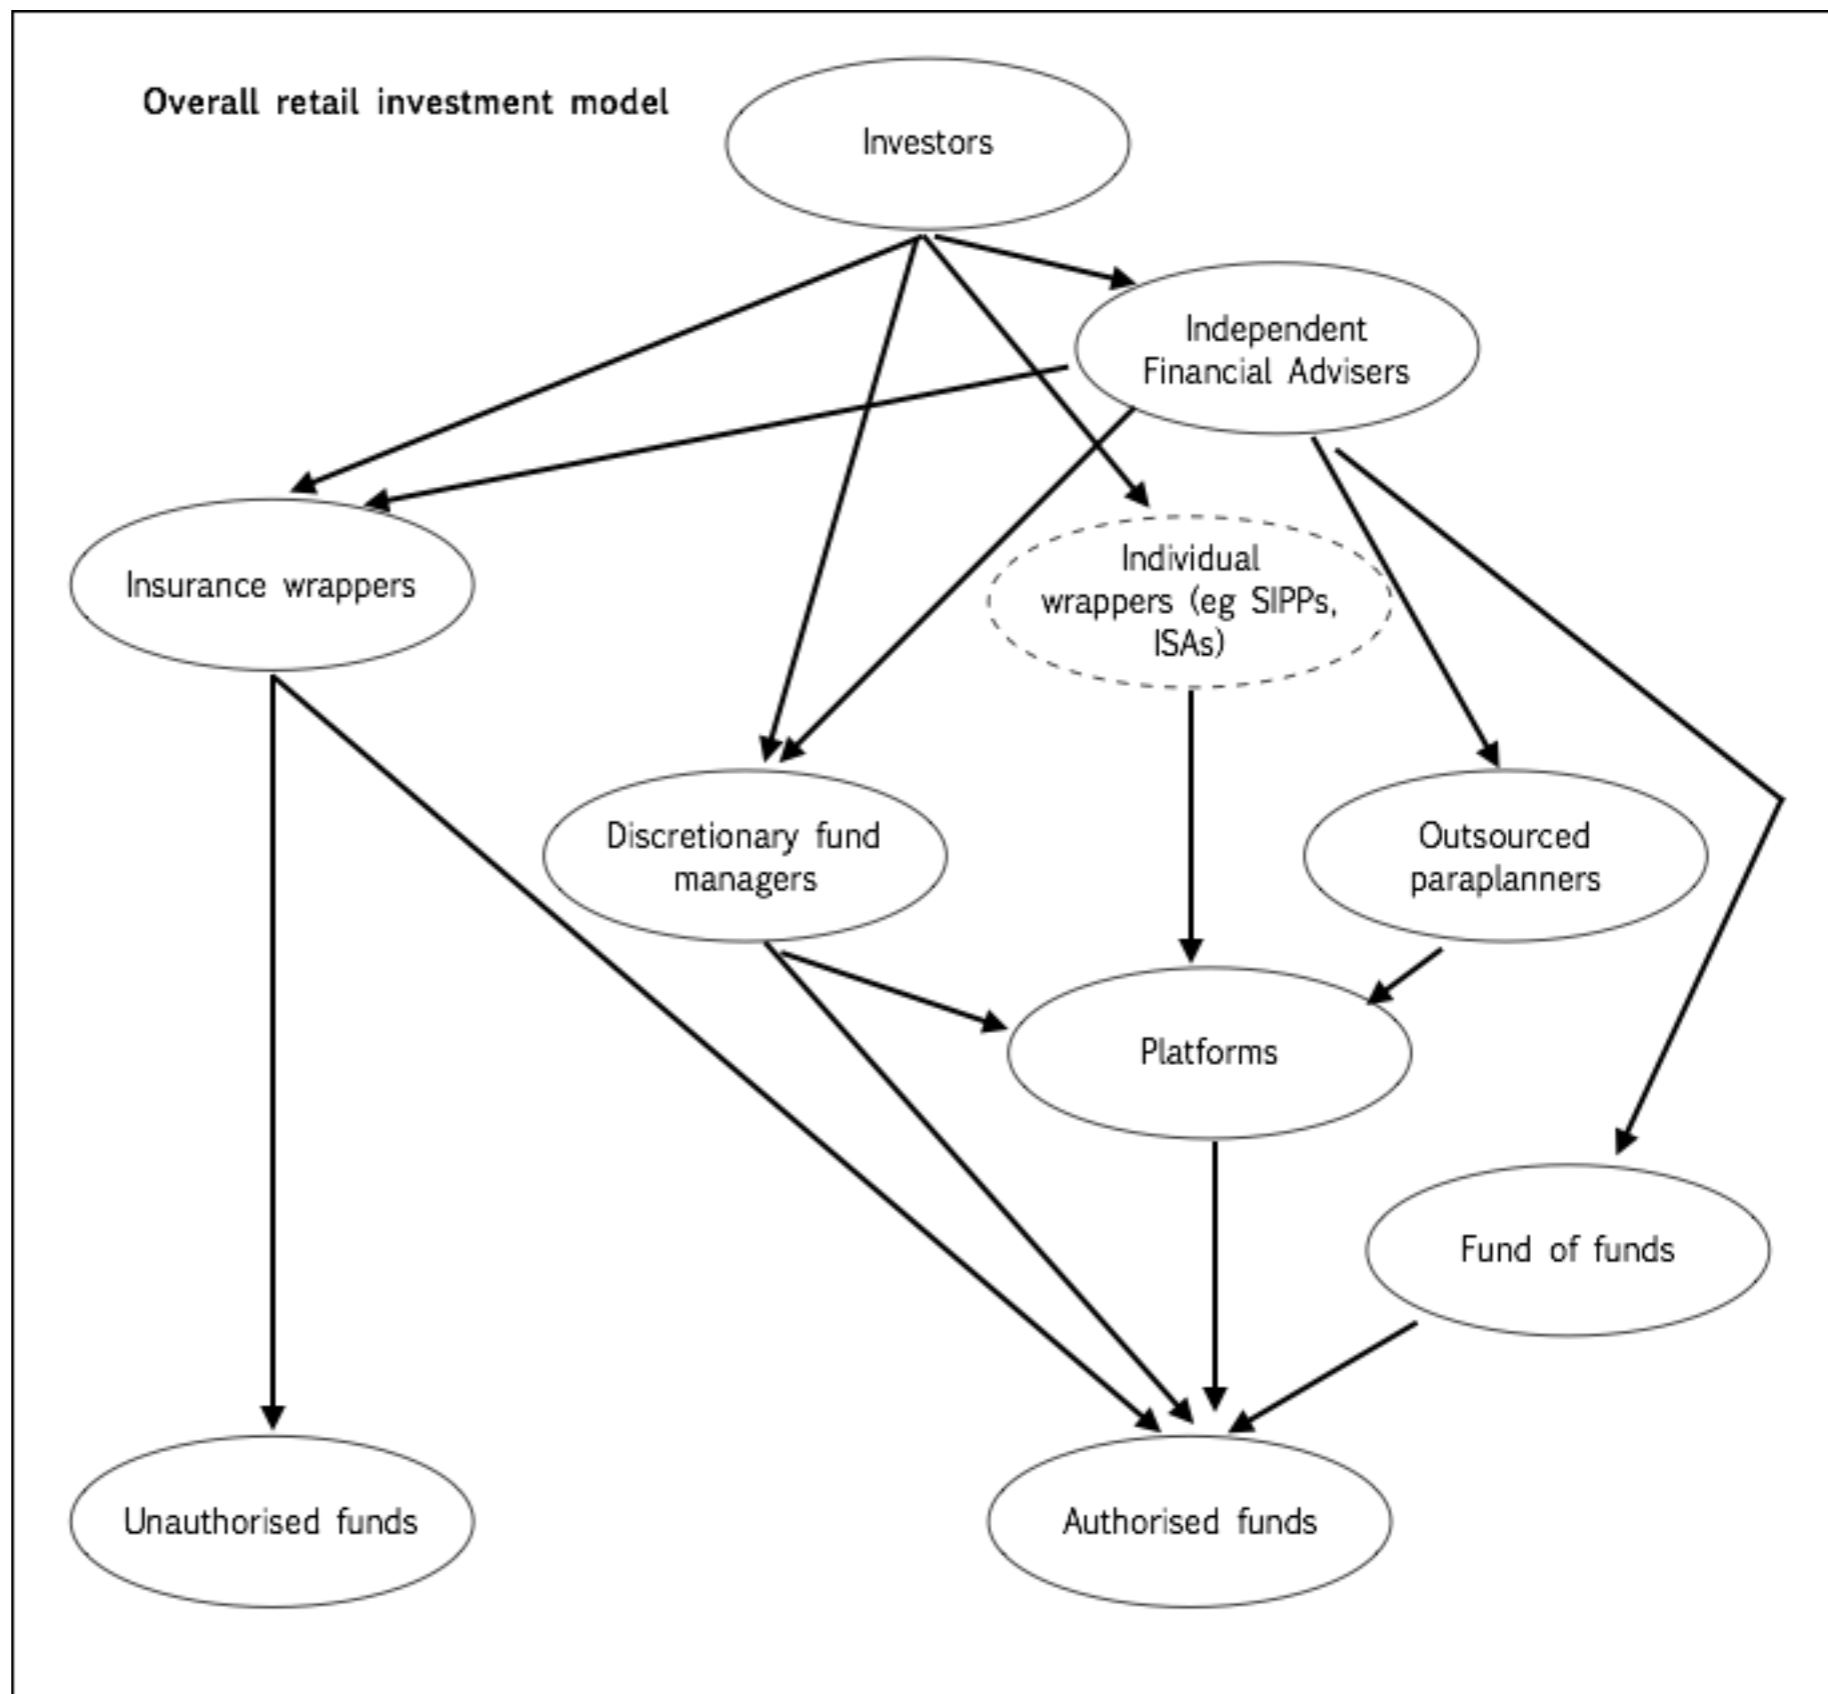 Overall retail investment model
Investors
Independent
Financial Advisers
Insurance wrappers
Individual
wrappers (eg SIPPs,
ISAs)
Discretionary fund
managers
Outsourced
paraplanners
Platforms
Fund of funds
Unauthorised funds
Authorised funds